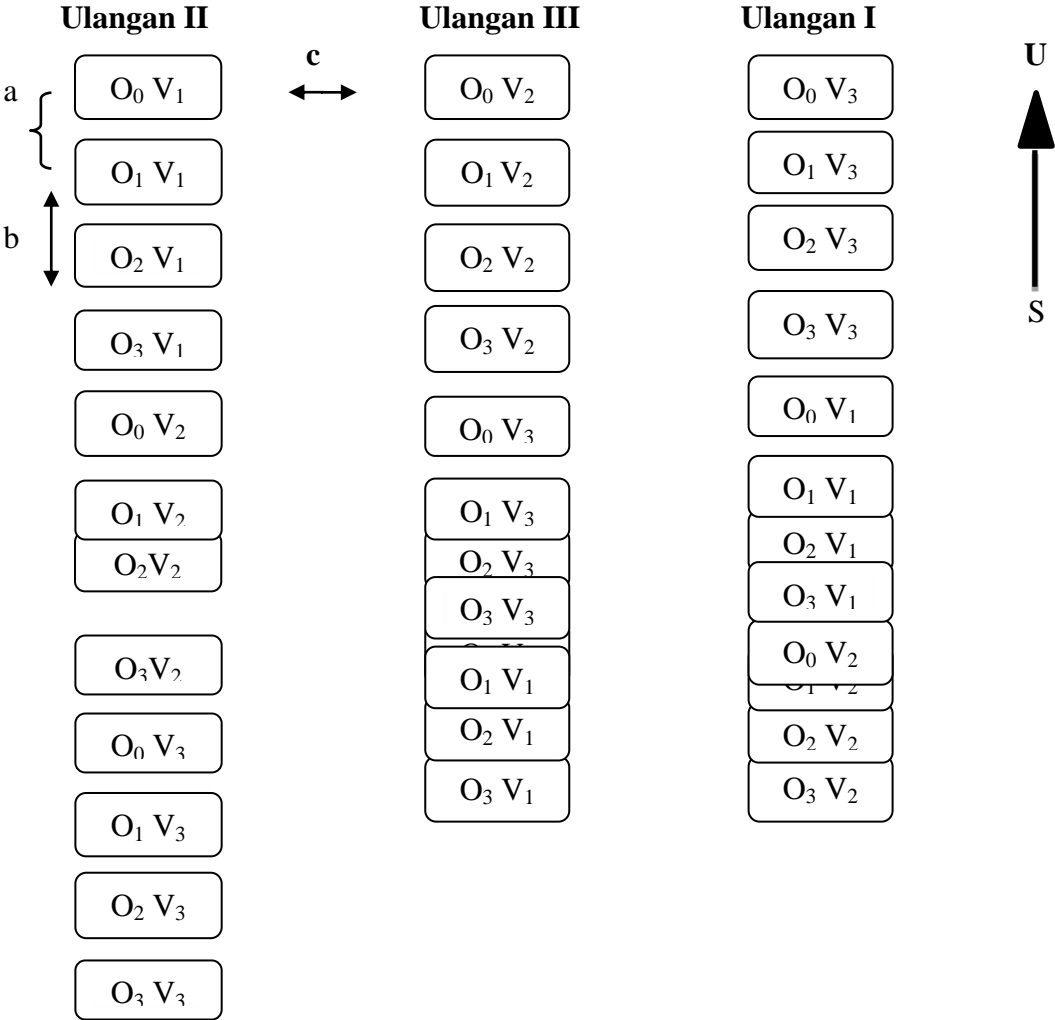 Ulangan II
a
b
O₀ V₁
O₁ V₁
O₂ V₁
O₃ V₁
O₀ V₂
O₁ V₂
O₂V₂
O₃V₂
O₀ V₃
O₁ V₃
O₂ V₃
O₃ V₃
c
Ulangan III
O₀ V₂
O₁ V₂
O₂ V₂
O₃ V₂
O₀ V₃
O₁ V₃
O₂ V₃
O₃ V₃
O₁ V₁
O₂ V₁
O₃ V₁
Ulangan I
O₀ V₃
O₁ V₃
O₂ V₃
O₃ V₃
O₀ V₁
O₁ V₁
O₂ V₁
O₃ V₁
O₀ V₂
O₁ V₂
O₂ V₂
O₃ V₂
U
S